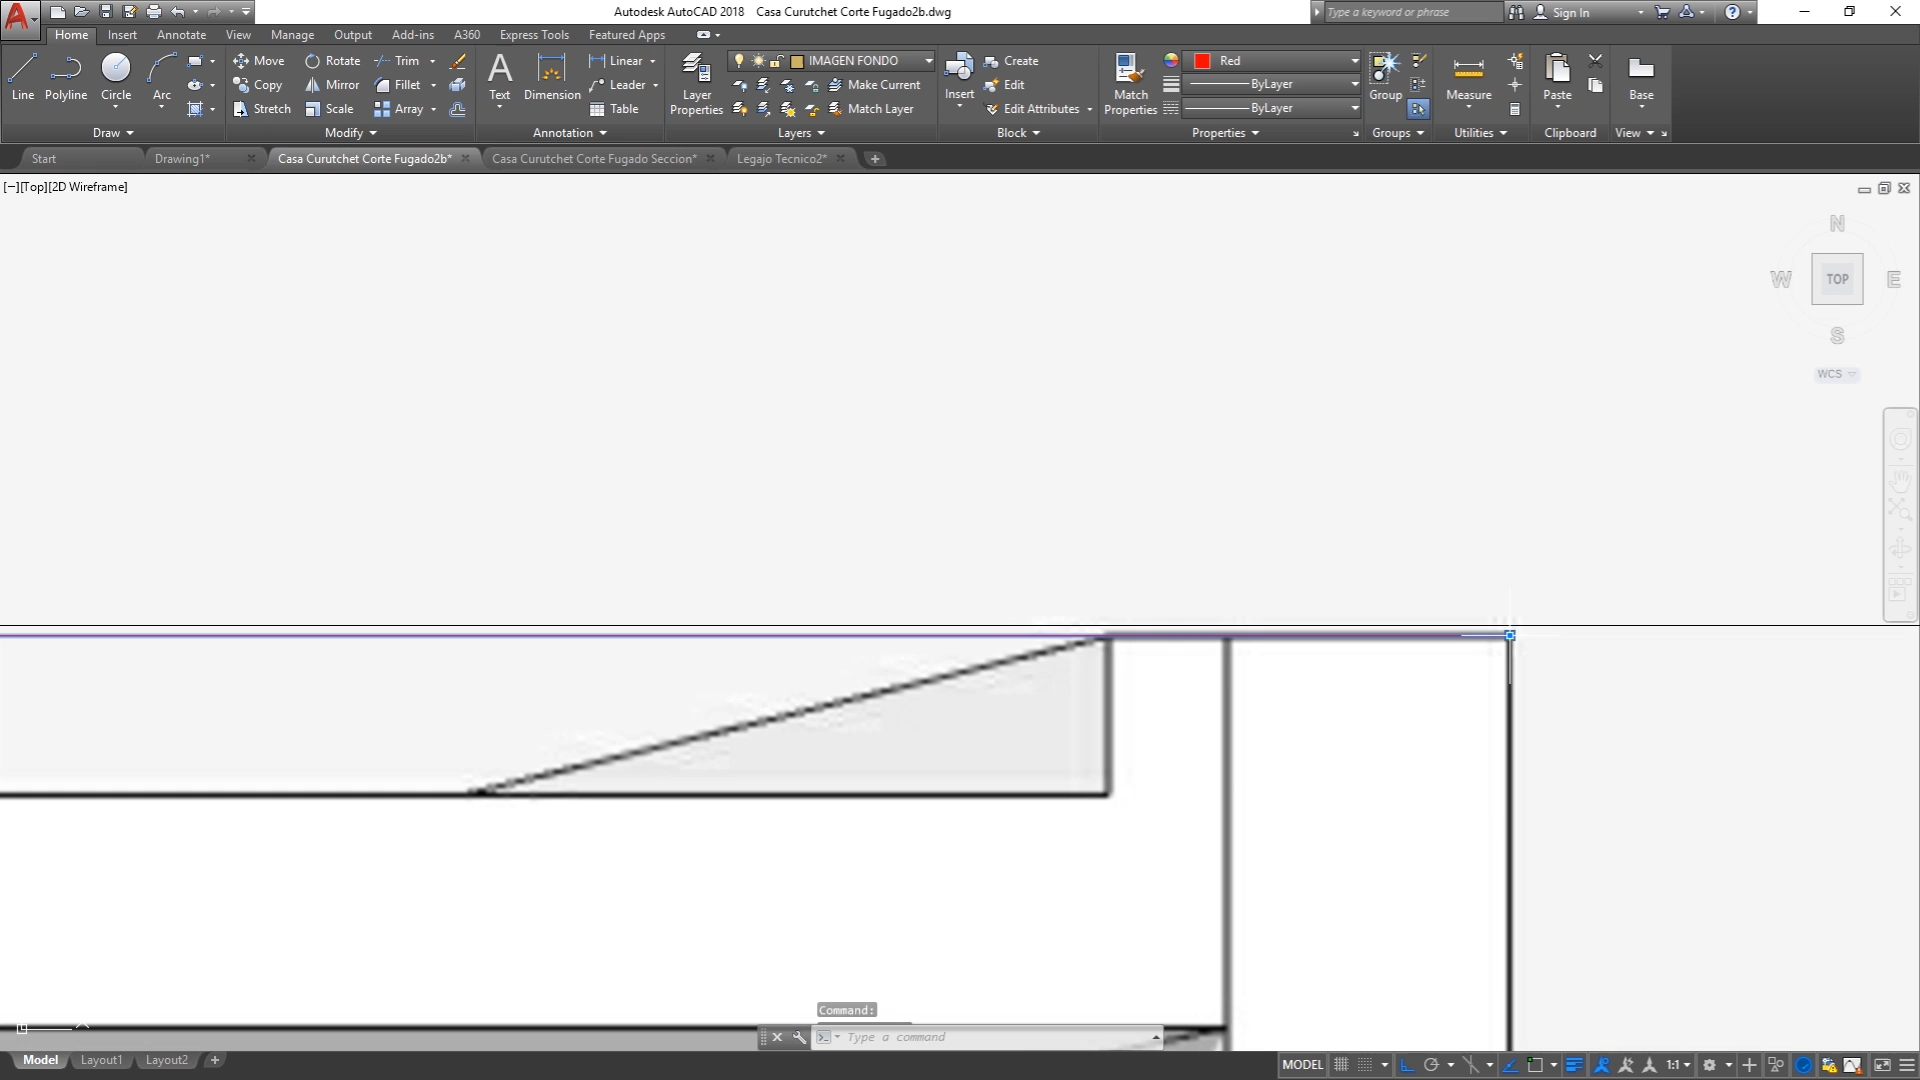 Autodesk AutoCAD 2018 Casa Curutchet Corte Fugado2b.dwg
Type a keyword or phrase
Sign In
Home Insert Annotate View Manage Output Add-ins A360 Express Tools Featured Apps
Line Polyline Circle Arc
Move Rotate Trim
Copy Mirror Fillet
Stretch Scale Array
Text Dimension
Linear
Leader
Table
Layer Properties
IMAGEN FONDO
Make Current
Match Layer
Insert
Create
Edit
Edit Attributes
Match Properties
Red
ByLayer
ByLayer
Group
Measure
Paste
Base
Draw Modify Annotation Layers Block Properties Groups Utilities Clipboard View
Start Drawing1* Casa Curutchet Corte Fugado2b* Casa Curutchet Corte Fugado Seccion* Legajo Tecnico2*
[−][Top][2D Wireframe]
N
W TOP E
S
WCS
Command:
Type a command
Model Layout1 Layout2
MODEL 1:1